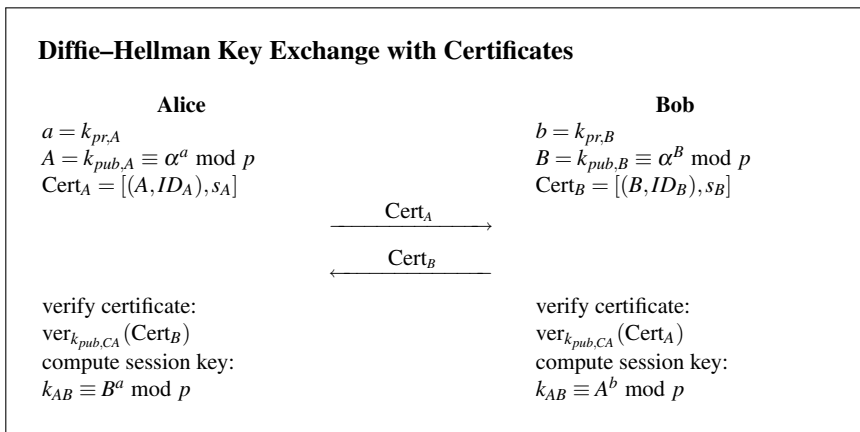 Diffie–Hellman Key Exchange with Certificates
Alice Bob
a = k_{pr,A} b = k_{pr,B}
A = k_{pub,A} ≡ α^a mod p B = k_{pub,B} ≡ α^B mod p
Cert_A = [(A, ID_A), s_A] Cert_B = [(B, ID_B), s_B]
Cert_A
Cert_B
verify certificate: verify certificate:
ver_{k_{pub,CA}}(Cert_B) ver_{k_{pub,CA}}(Cert_A)
compute session key: compute session key:
k_{AB} ≡ B^a mod p k_{AB} ≡ A^b mod p